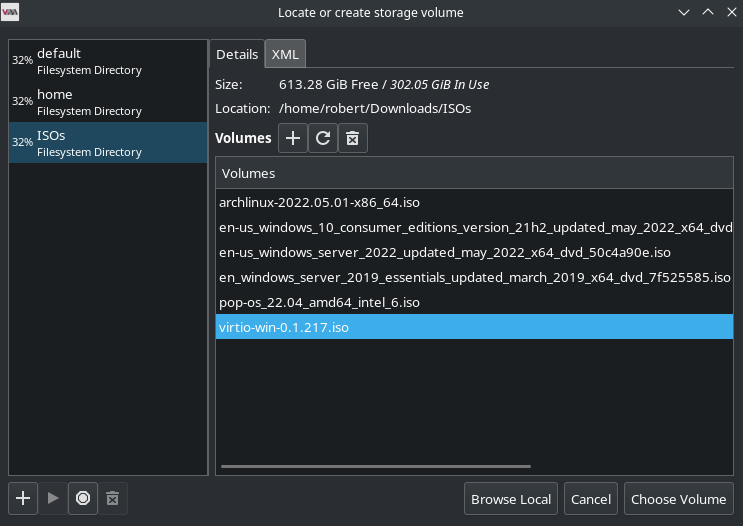 Locate or create storage volume
32% default
Filesystem Directory
32% home
Filesystem Directory
32% ISOs
Filesystem Directory
Details XML
Size: 613.28 GiB Free / 302.05 GiB In Use
Location: /home/robert/Downloads/ISOs
Volumes
Volumes
archlinux-2022.05.01-x86_64.iso
en-us_windows_10_consumer_editions_version_21h2_updated_may_2022_x64_dvd
en-us_windows_server_2022_updated_may_2022_x64_dvd_50c4a90e.iso
en_windows_server_2019_essentials_updated_march_2019_x64_dvd_7f525585.iso
pop-os_22.04_amd64_intel_6.iso
virtio-win-0.1.217.iso
Browse Local Cancel Choose Volume